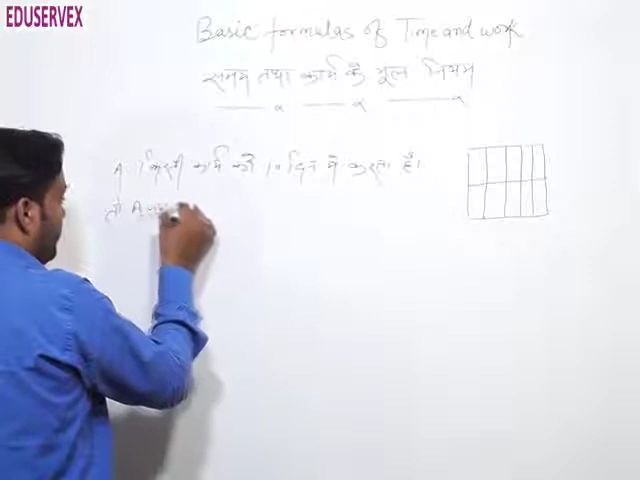 EDUSERVEX
Basic formulas of Time and work
समय तथा कार्य के मूल नियम
A किसी कार्य को 10 दिन में करता है।
तो A